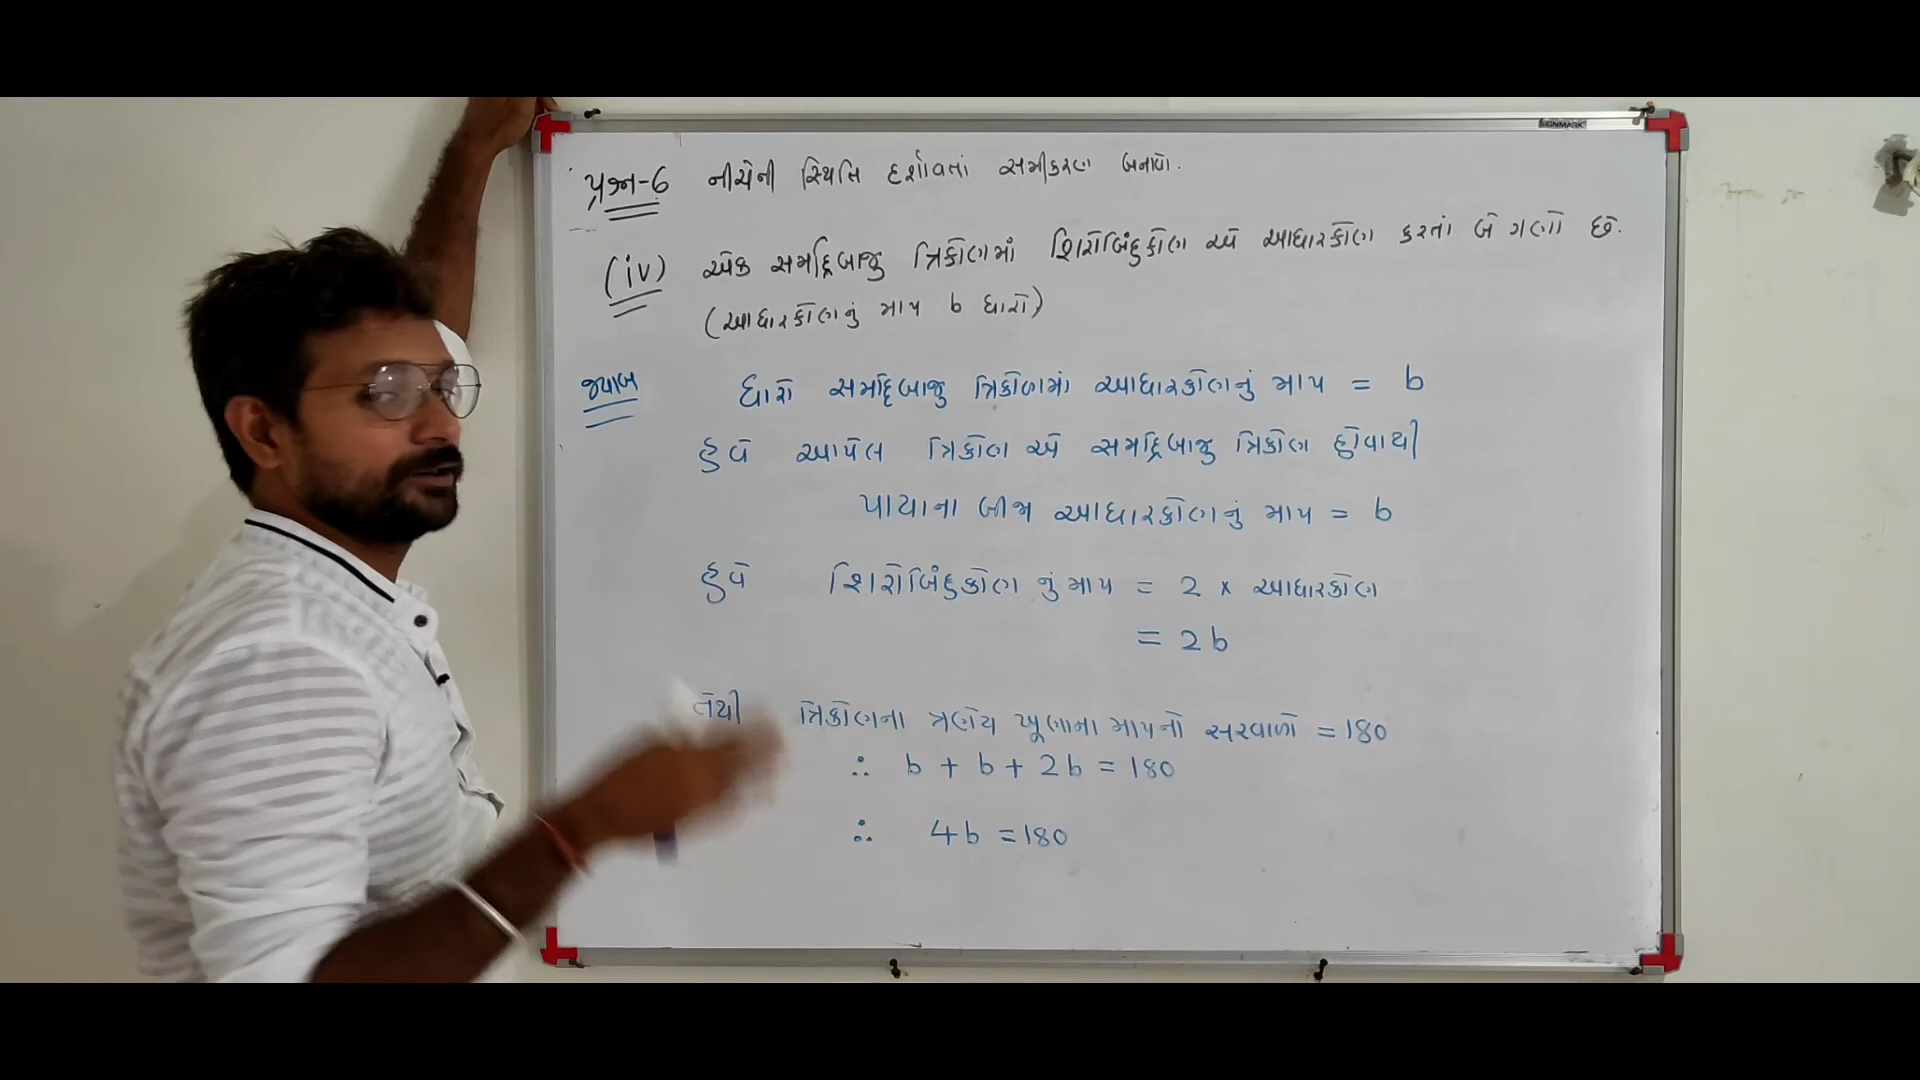 SIGNMARK
પ્રશ્ન-6 નીચેની સ્થિતિ દર્શાવતાં સમીકરણ બનાવો.
(iv) એક સમદ્વિબાજુ ત્રિકોણમાં શિરોબિંદુકોણ એ આધારકોણ કરતાં બે ગણો છે.
(આધારકોણનું માપ b ધારો)
જવાબ ધારો સમદ્વિબાજુ ત્રિકોણમાં આધારકોણનું માપ = b
હવે આપેલ ત્રિકોણ એ સમદ્વિબાજુ ત્રિકોણ હોવાથી
પાયાના બીજા આધારકોણનું માપ = b
હવે શિરોબિંદુકોણ નું માપ = 2 × આધારકોણ
= 2b
તેથી ત્રિકોણના ત્રણેય ખૂણાના માપનો સરવાળો = 180
∴ b + b + 2b = 180
∴ 4b = 180